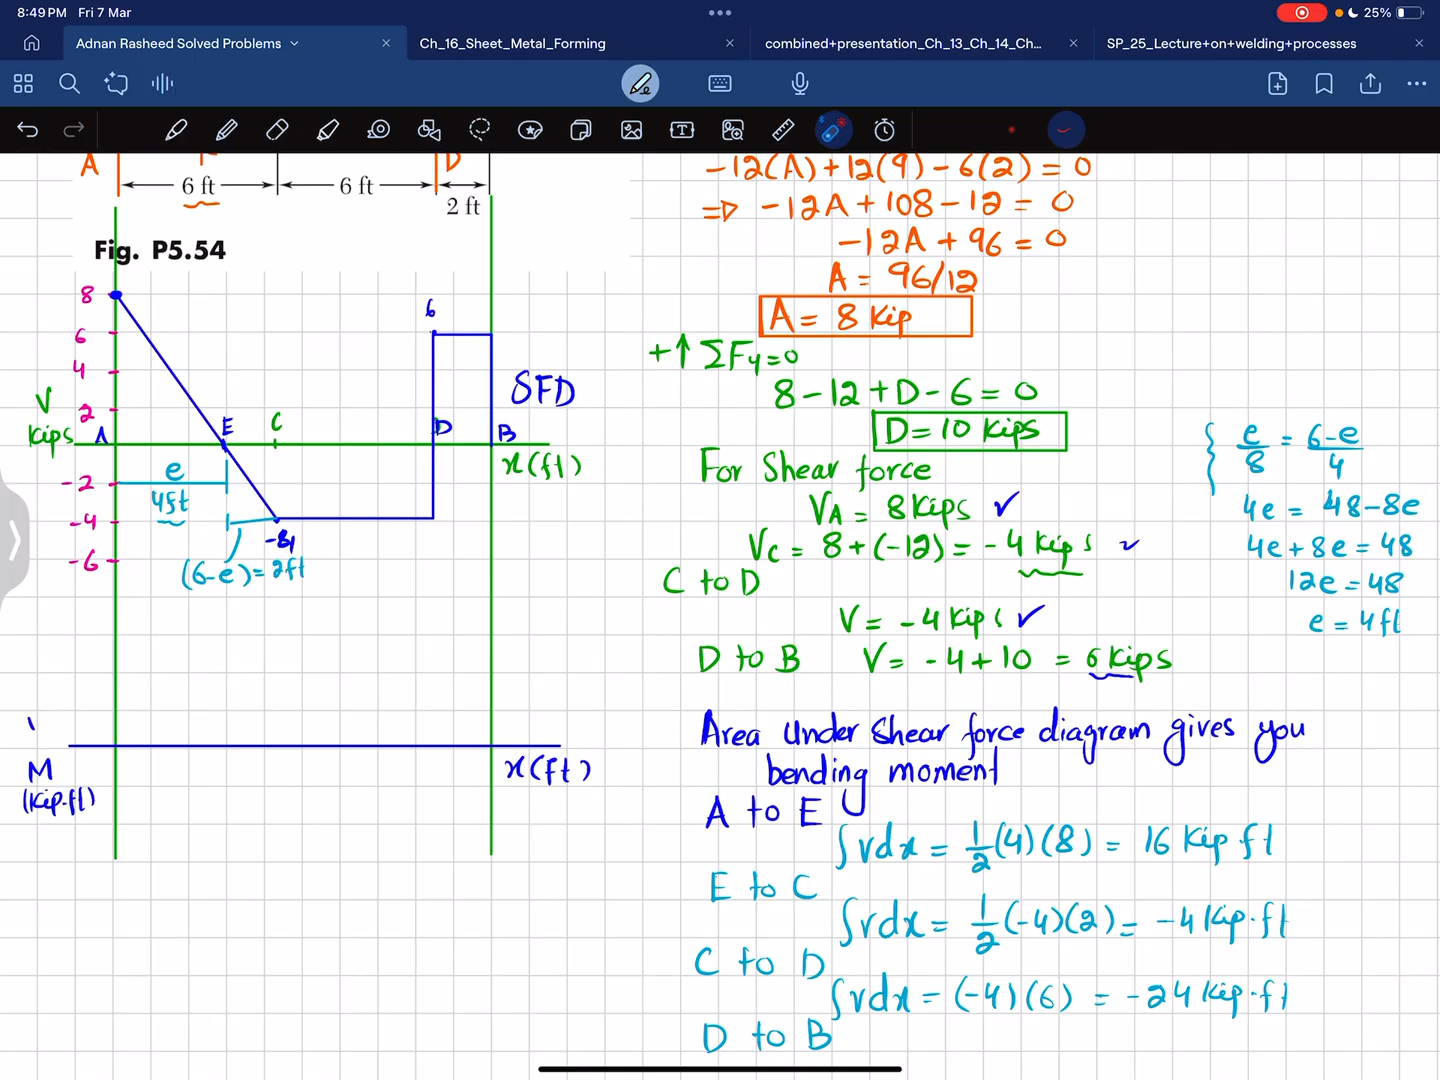 8:49 PM Fri 7 Mar
25%
Adnan Rasheed Solved Problems
Ch_16_Sheet_Metal_Forming
combined+presentation_Ch_13_Ch_14_Ch...
SP_25_Lecture+on+welding+processes
A
D
6 ft
6 ft
2 ft
Fig. P5.54
8
6
4
2
-2
-4
-6
V
kips
A
E
C
D
B
6
SFD
x(ft)
e
4ft
-4
(6-e)=2ft
M
(kip.ft)
x(ft)
-12(A)+12(9)-6(2)=0
=> -12A+108-12=0
-12A+96=0
A= 96/12
A= 8 kip
+↑ ΣFy=0
8-12+D-6=0
D=10 kips
For Shear force
VA = 8 kips ✓
Vc = 8+(-12)= -4 kips ✓
C to D
V= -4 kips ✓
D to B V= -4+10 = 6 kips
Area Under Shear force diagram gives you
bending moment
A to E
∫vdx = 1/2(4)(8) = 16 kip ft
E to C
∫vdx = 1/2(-4)(2)= -4 kip.ft
C to D
∫vdx = (-4)(6) = -24 kip.ft
D to B
e/8 = 6-e/4
4e = 48-8e
4e+8e=48
12e=48
e=4ft